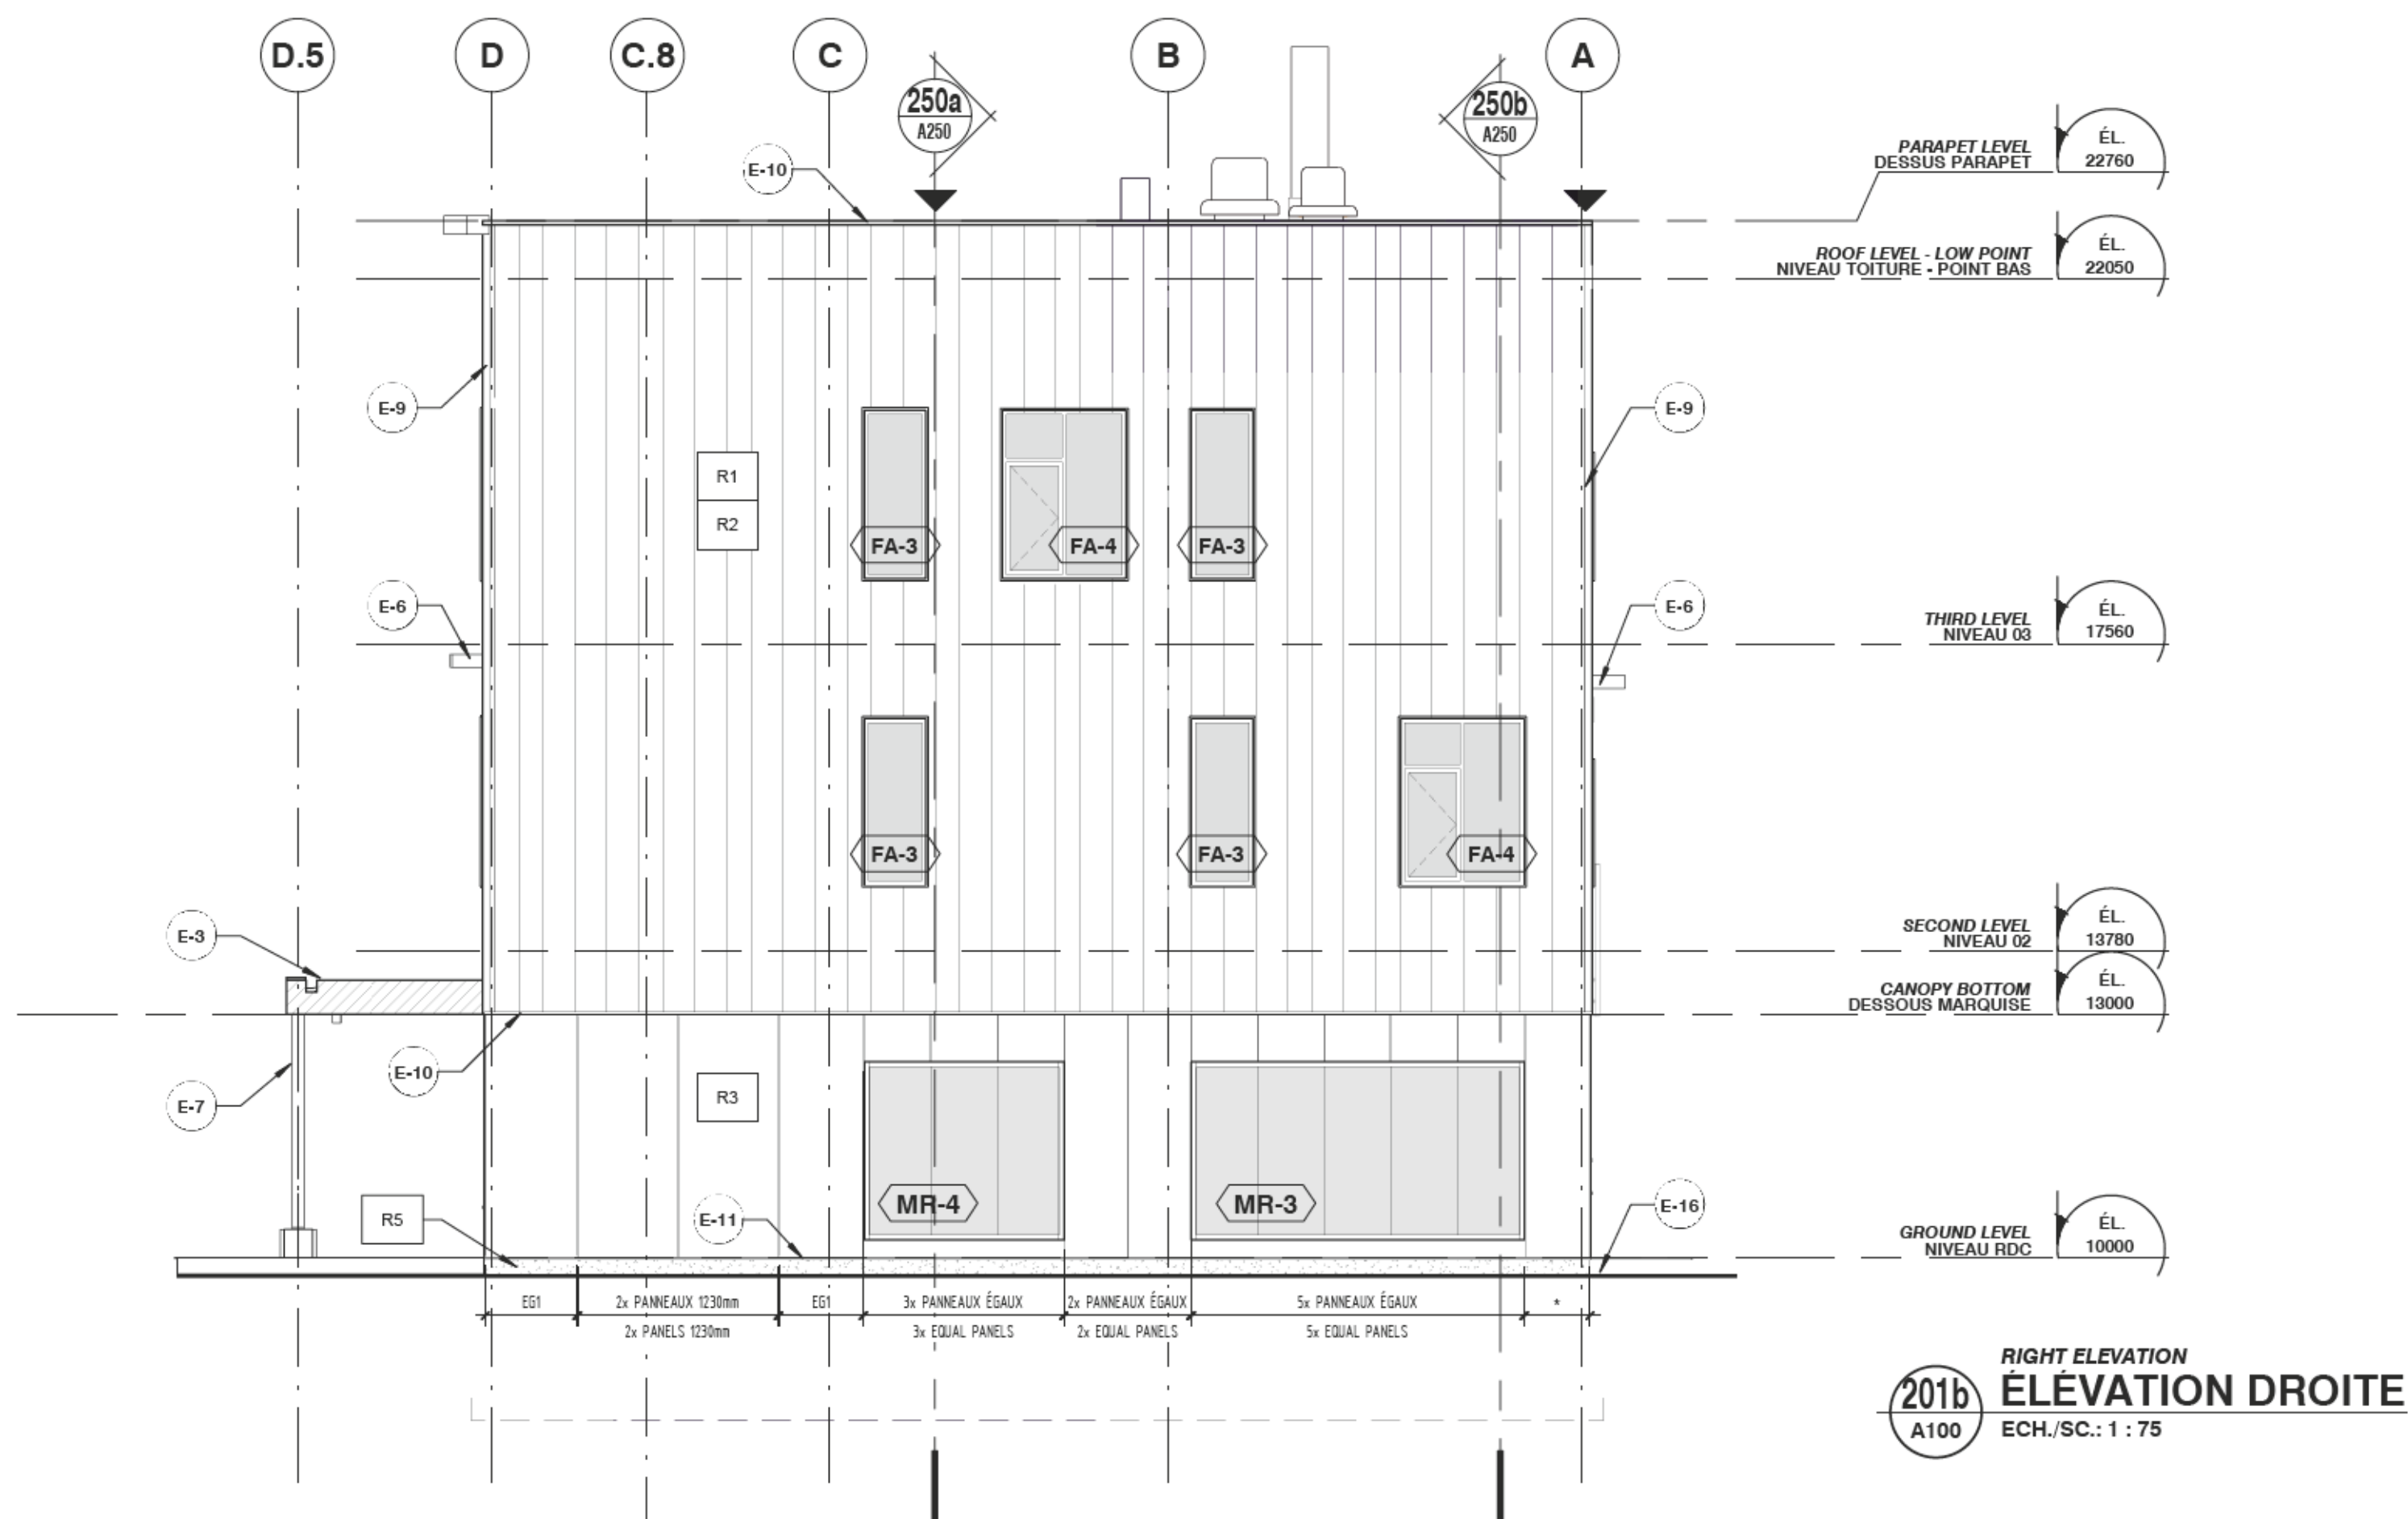 D.5
D
C.8
C
B
A
250a
A250
250b
A250
E-10
PARAPET LEVEL
DESSUS PARAPET
ÉL.
22760
ROOF LEVEL - LOW POINT
NIVEAU TOITURE - POINT BAS
ÉL.
22050
E-9
E-9
R1
R2
FA-3
FA-4
FA-3
E-6
E-6
THIRD LEVEL
NIVEAU 03
ÉL.
17560
FA-3
FA-3
FA-4
E-3
SECOND LEVEL
NIVEAU 02
ÉL.
13780
CANOPY BOTTOM
DESSOUS MARQUISE
ÉL.
13000
E-10
E-7
R3
R5
E-11
MR-4
MR-3
E-16
GROUND LEVEL
NIVEAU RDC
ÉL.
10000
EG1
2x PANNEAUX 1230mm
2x PANELS 1230mm
EG1
3x PANNEAUX ÉGAUX
3x EQUAL PANELS
2x PANNEAUX ÉGAUX
2x EQUAL PANELS
5x PANNEAUX ÉGAUX
5x EQUAL PANELS
*
201b
A100
RIGHT ELEVATION
ÉLÉVATION DROITE
ECH./SC.: 1 : 75